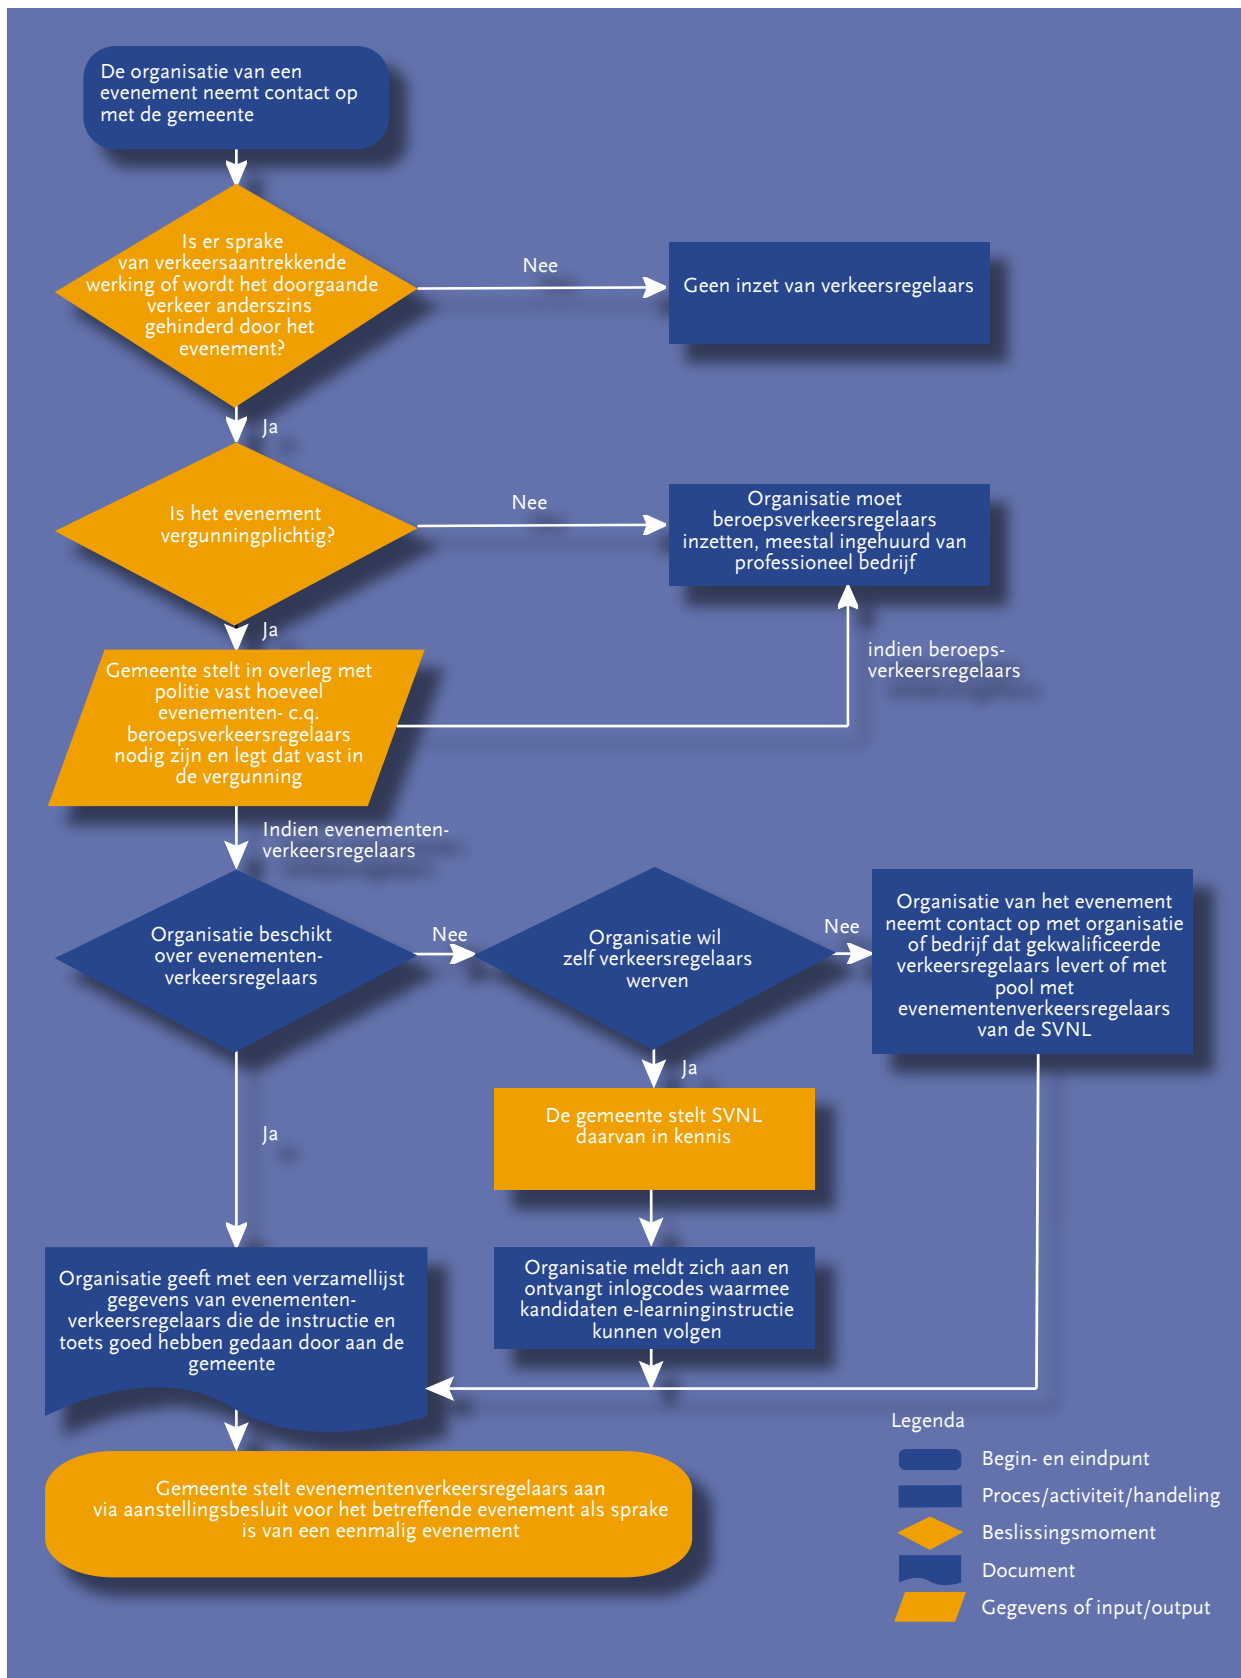 De organisatie van een
evenement neemt contact op
met de gemeente
Is er sprake
van verkeersaantrekkende
werking of wordt het doorgaande
verkeer anderszins
gehinderd door het
evenement?
Nee
Geen inzet van verkeersregelaars
Ja
Is het evenement
vergunningplichtig?
Nee
Organisatie moet
beroepsverkeersregelaars
inzetten, meestal ingehuurd van
professioneel bedrijf
Ja
indien beroeps-
verkeersregelaars
Gemeente stelt in overleg met
politie vast hoeveel
evenementen- c.q.
beroepsverkeersregelaars
nodig zijn en legt dat vast in
de vergunning
Indien evenementen-
verkeersregelaars
Organisatie beschikt
over evenementen-
verkeersregelaars
Nee
Organisatie wil
zelf verkeersregelaars
werven
Nee
Organisatie van het evenement
neemt contact op met organisatie
of bedrijf dat gekwalificeerde
verkeersregelaars levert of met
pool met
evenementenverkeersregelaars
van de SVNL
Ja
De gemeente stelt SVNL
daarvan in kennis
Ja
Organisatie meldt zich aan en
ontvangt inlogcodes waarmee
kandidaten e-learninginstructie
kunnen volgen
Organisatie geeft met een verzamellijst
gegevens van evenementen-
verkeersregelaars die de instructie en
toets goed hebben gedaan door aan de
gemeente
Gemeente stelt evenementenverkeersregelaars aan
via aanstellingsbesluit voor het betreffende evenement als sprake
is van een eenmalig evenement
Legenda
Begin- en eindpunt
Proces/activiteit/handeling
Beslissingsmoment
Document
Gegevens of input/output